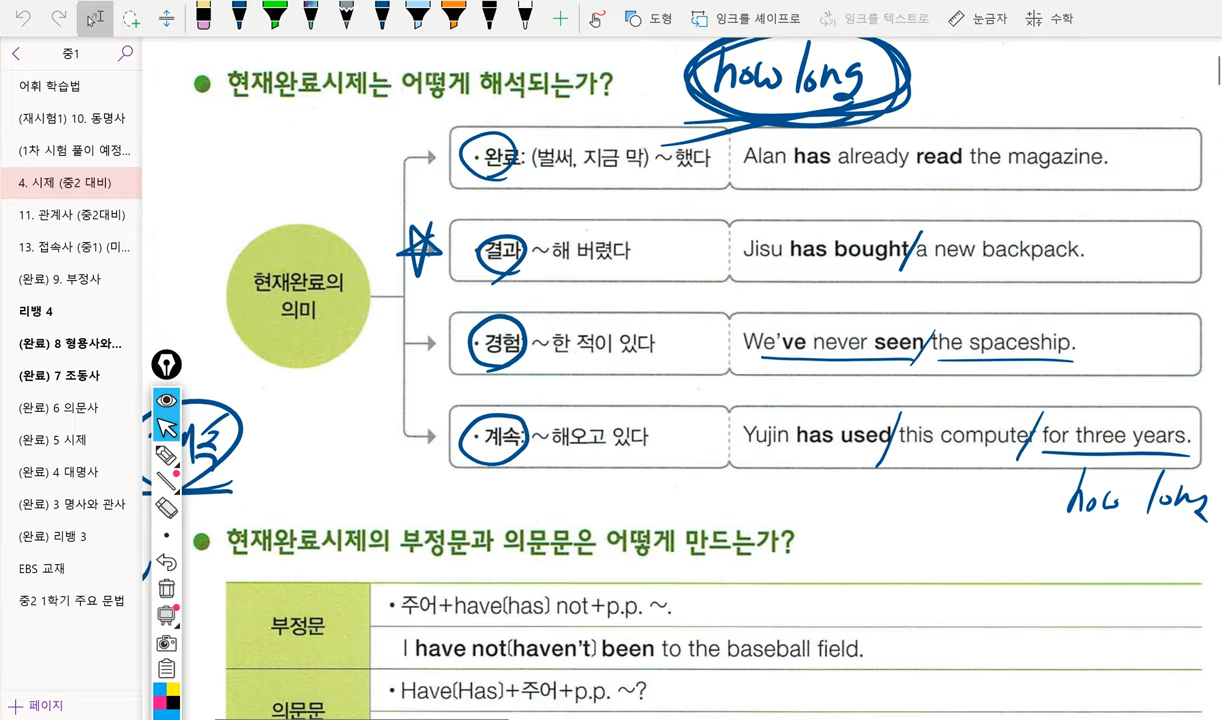 도형
잉크를 셰이프로
잉크를 텍스트로
눈금자
수학
중1
어휘 학습법
(재시험1) 10. 동명사
(1차 시험 풀이 예정...
4. 시제 (중2 대비)
11. 관계사 (중2대비)
13. 접속사 (중1) (미...
(완료) 9. 부정사
리뱅 4
(완료) 8 형용사와...
(완료) 7 조동사
(완료) 6 의문사
(완료) 5 시제
(완료) 4 대명사
(완료) 3 명사와 관사
(완료) 리뱅 3
EBS 교재
중2 1학기 주요 문법
페이지
현재완료시제는 어떻게 해석되는가?
how long
현재완료의
의미
· 완료: (벌써, 지금 막) ～했다 Alan has already read the magazine.
· 결과: ～해 버렸다 Jisu has bought a new backpack.
· 경험: ～한 적이 있다 We've never seen the spaceship.
· 계속: ～해오고 있다 Yujin has used this computer for three years.
how long
현재완료시제의 부정문과 의문문은 어떻게 만드는가?
부정문
• 주어+have(has) not+p.p. ～.
I have not(haven't) been to the baseball field.
의문문
• Have(Has)+주어+p.p. ～?